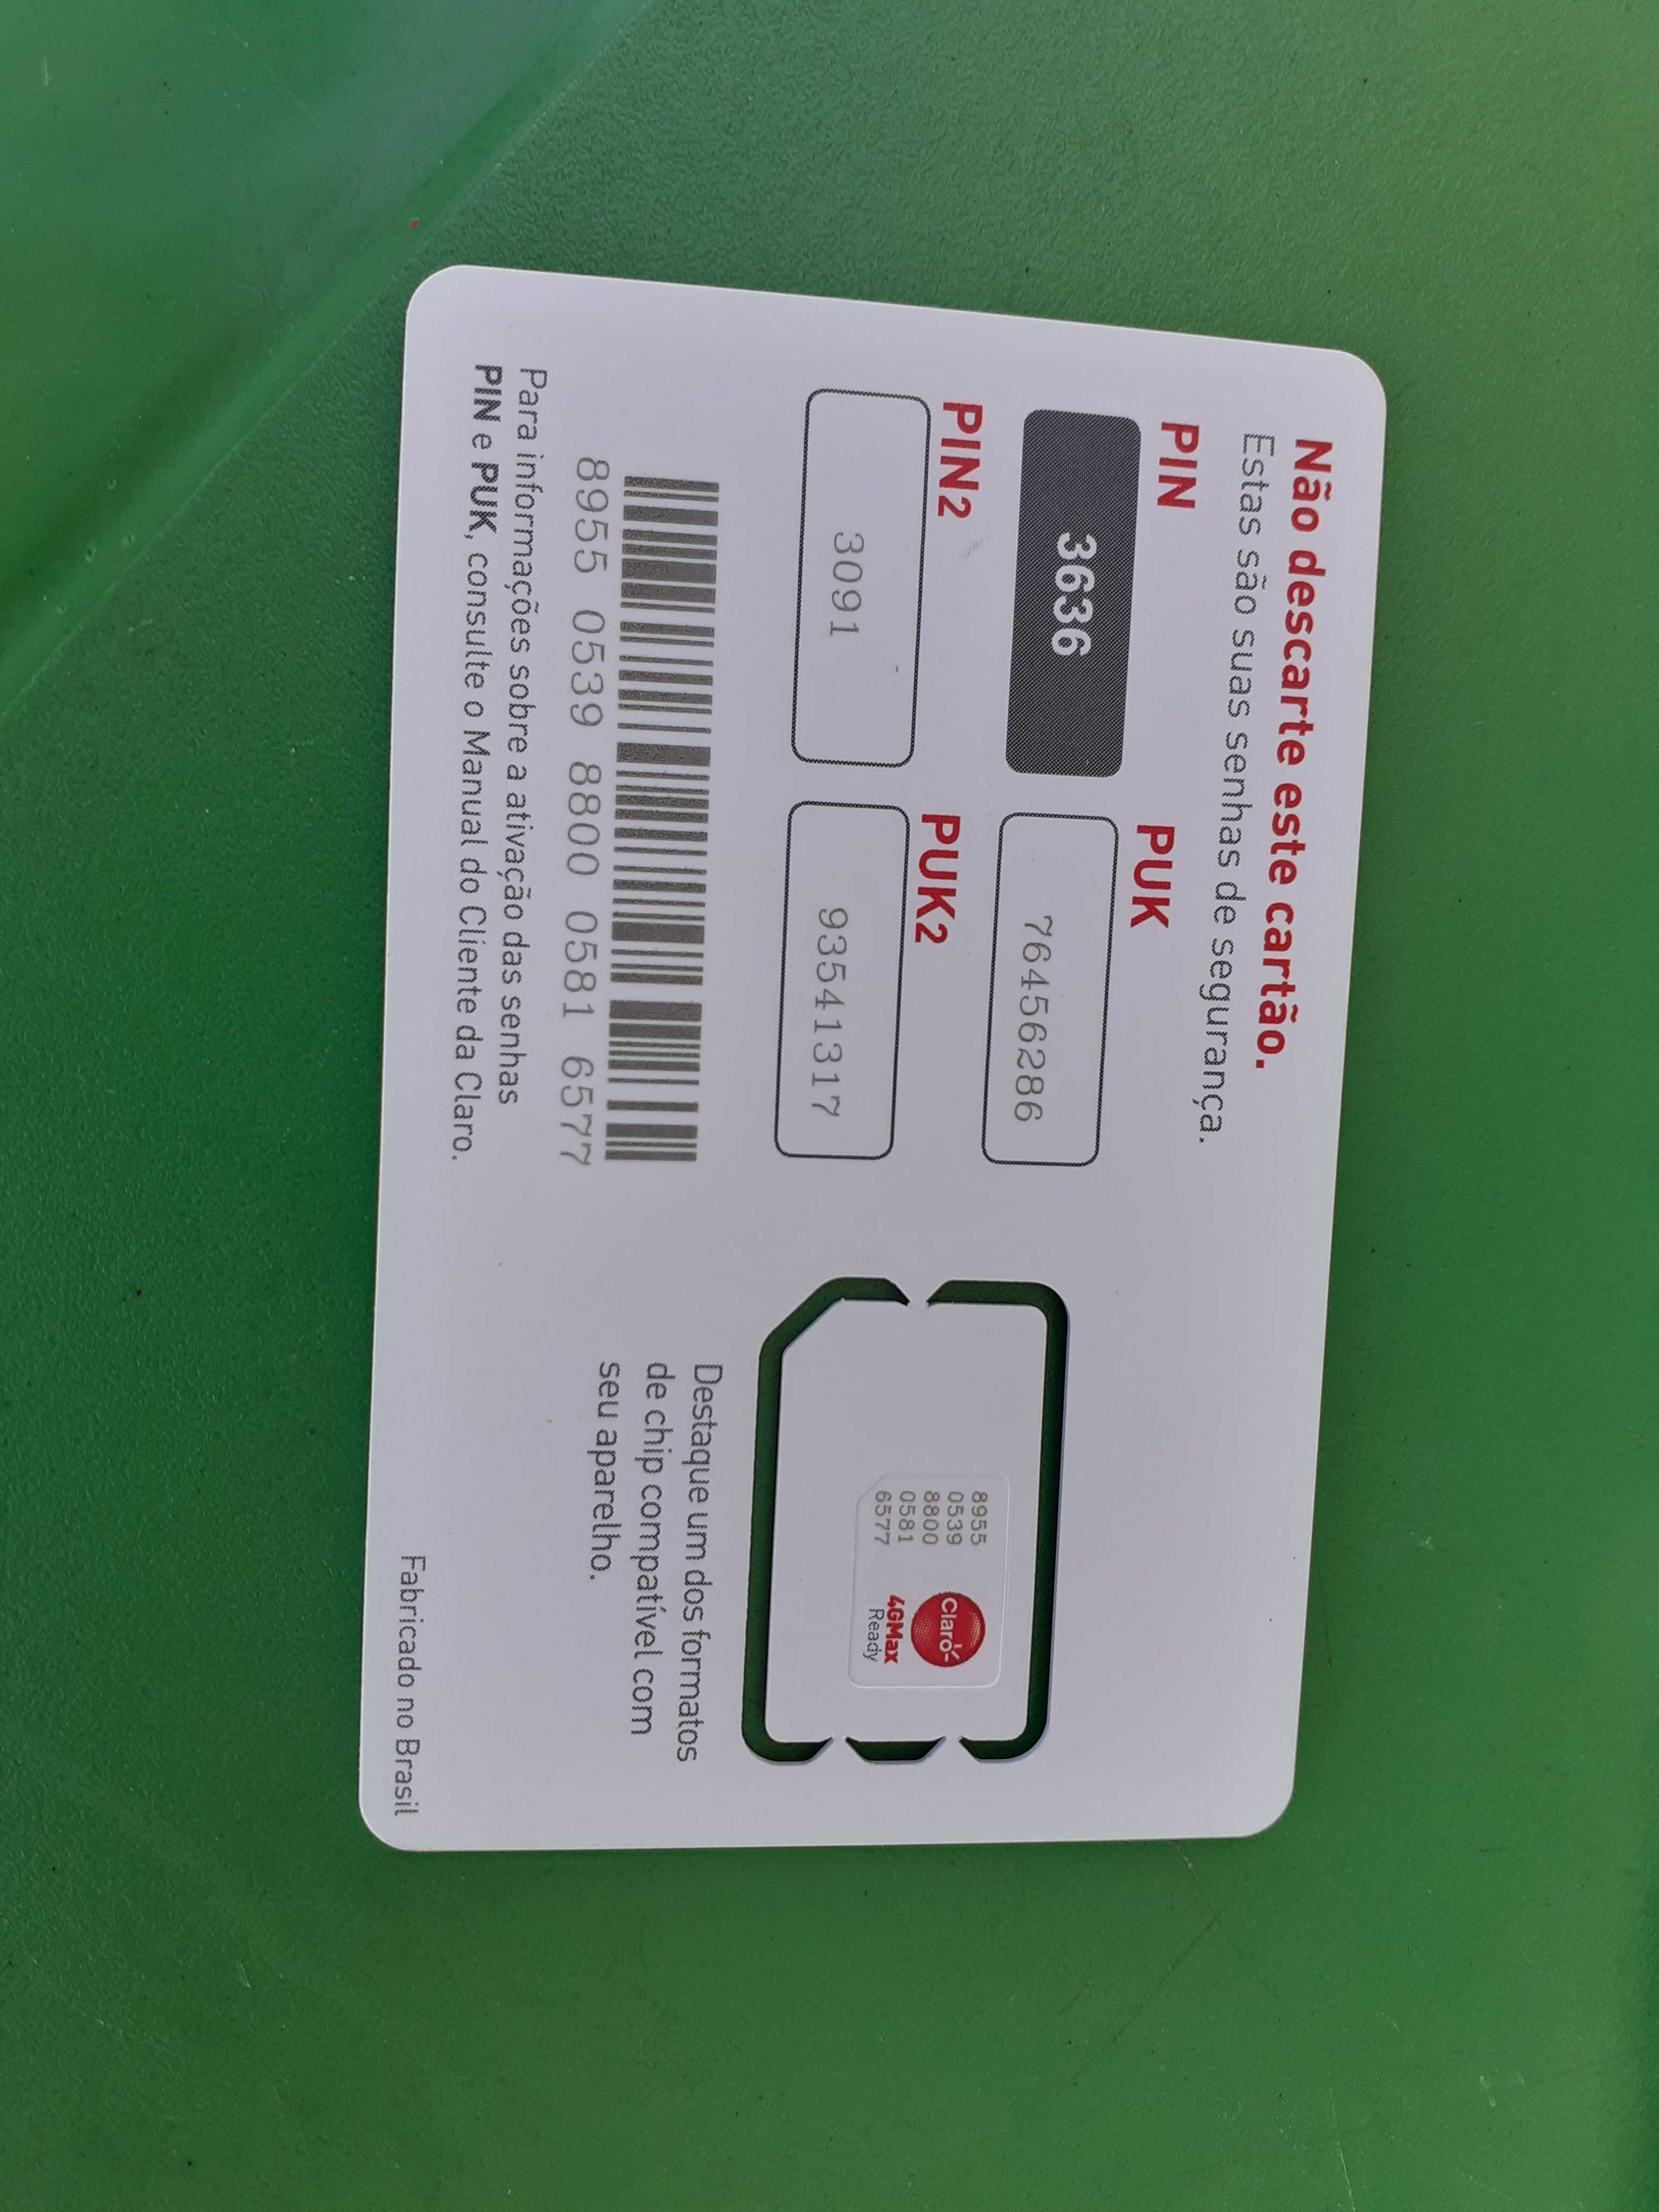 Não descarte este cartão.
Estas são suas senhas de segurança.
PIN
PUK
3636
76456286
PIN2
PUK2
3091
93541317
8955 0539 8800 0581 6577
Para informações sobre a ativação das senhas
PIN e PUK, consulte o Manual do Cliente da Claro.
8955
0539
8800
0581
6577
Claro
4GMax
Ready
Destaque um dos formatos
de chip compatível com
seu aparelho.
Fabricado no Brasil